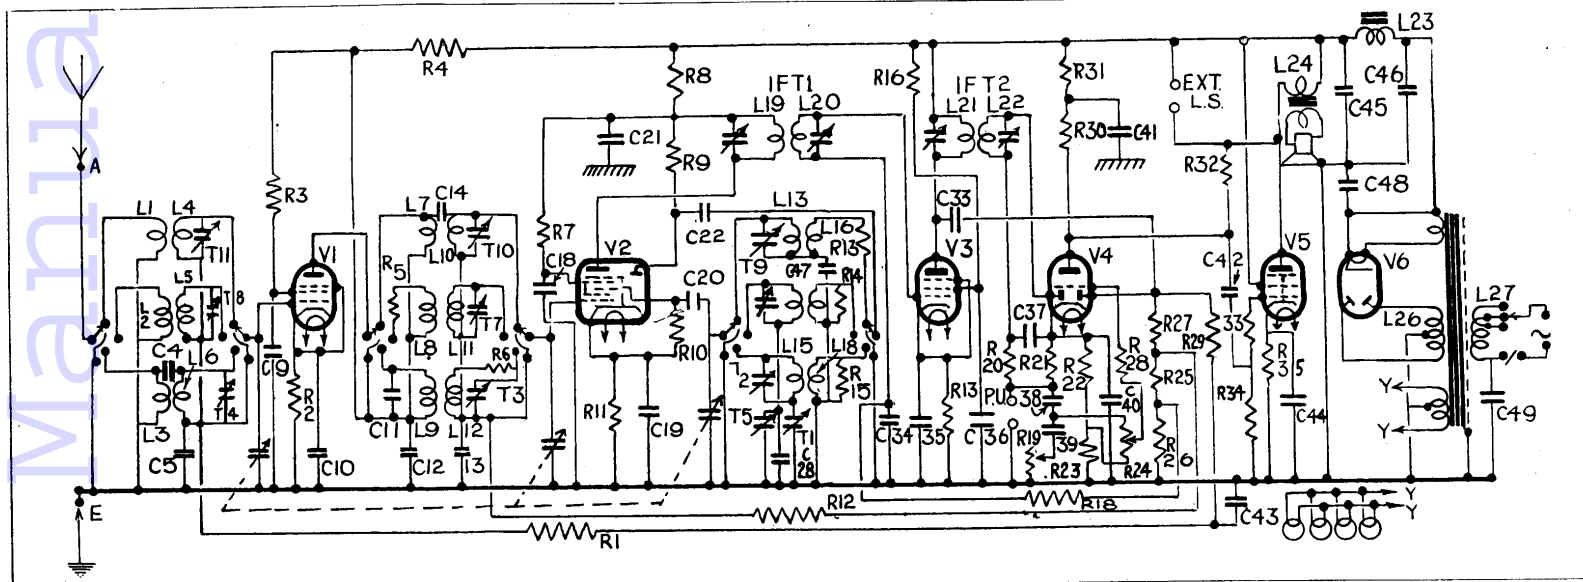 Manua
A
E
L1
L4
T11
L5
T8
L2
C4
L6
L3
T4
C5
R3
C9
V1
R2
C10
R4
R5
L7
C14
L10
T10
L8
T7
L11
R6
T3
C11
L9
L12
C12
13
R1
R7
C18
V2
R8
C21
R9
C22
C20
R10
R11
C19
IFT1
L19
L20
L13
T9
C47
L16
R13
R14
L15
L18
T2
R15
T5
T1
C28
C34
R12
R16
IFT2
L21
L22
C33
V3
35
R13
C36
R31
R30
C41
V4
C37
R20
R21
R22
R28
P.U.
38
39
R19
R23
C40
R24
R27
R29
R25
R26
R18
C43
EXT.
L.S.
R32
C42
33
R34
V5
R35
C44
L24
L23
C45
C46
C48
V6
L26
L27
C49
Y
Y
Y
Y